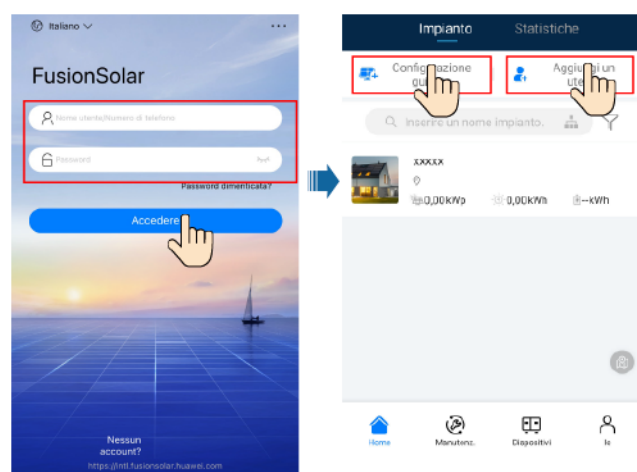 Italiano
FusionSolar
Nome utente/Numero di telefono
Password
Password dimenticata?
Accedere
Nessun
account?
https://intl.fusionsolar.huawei.com
Impianto Statistiche
Configurazione
Aggiungi un
Inserire un nome impianto.
xxxxx
0,00kWp 0,00kWh --kWh
Home Manutenz. Dispositivi Io